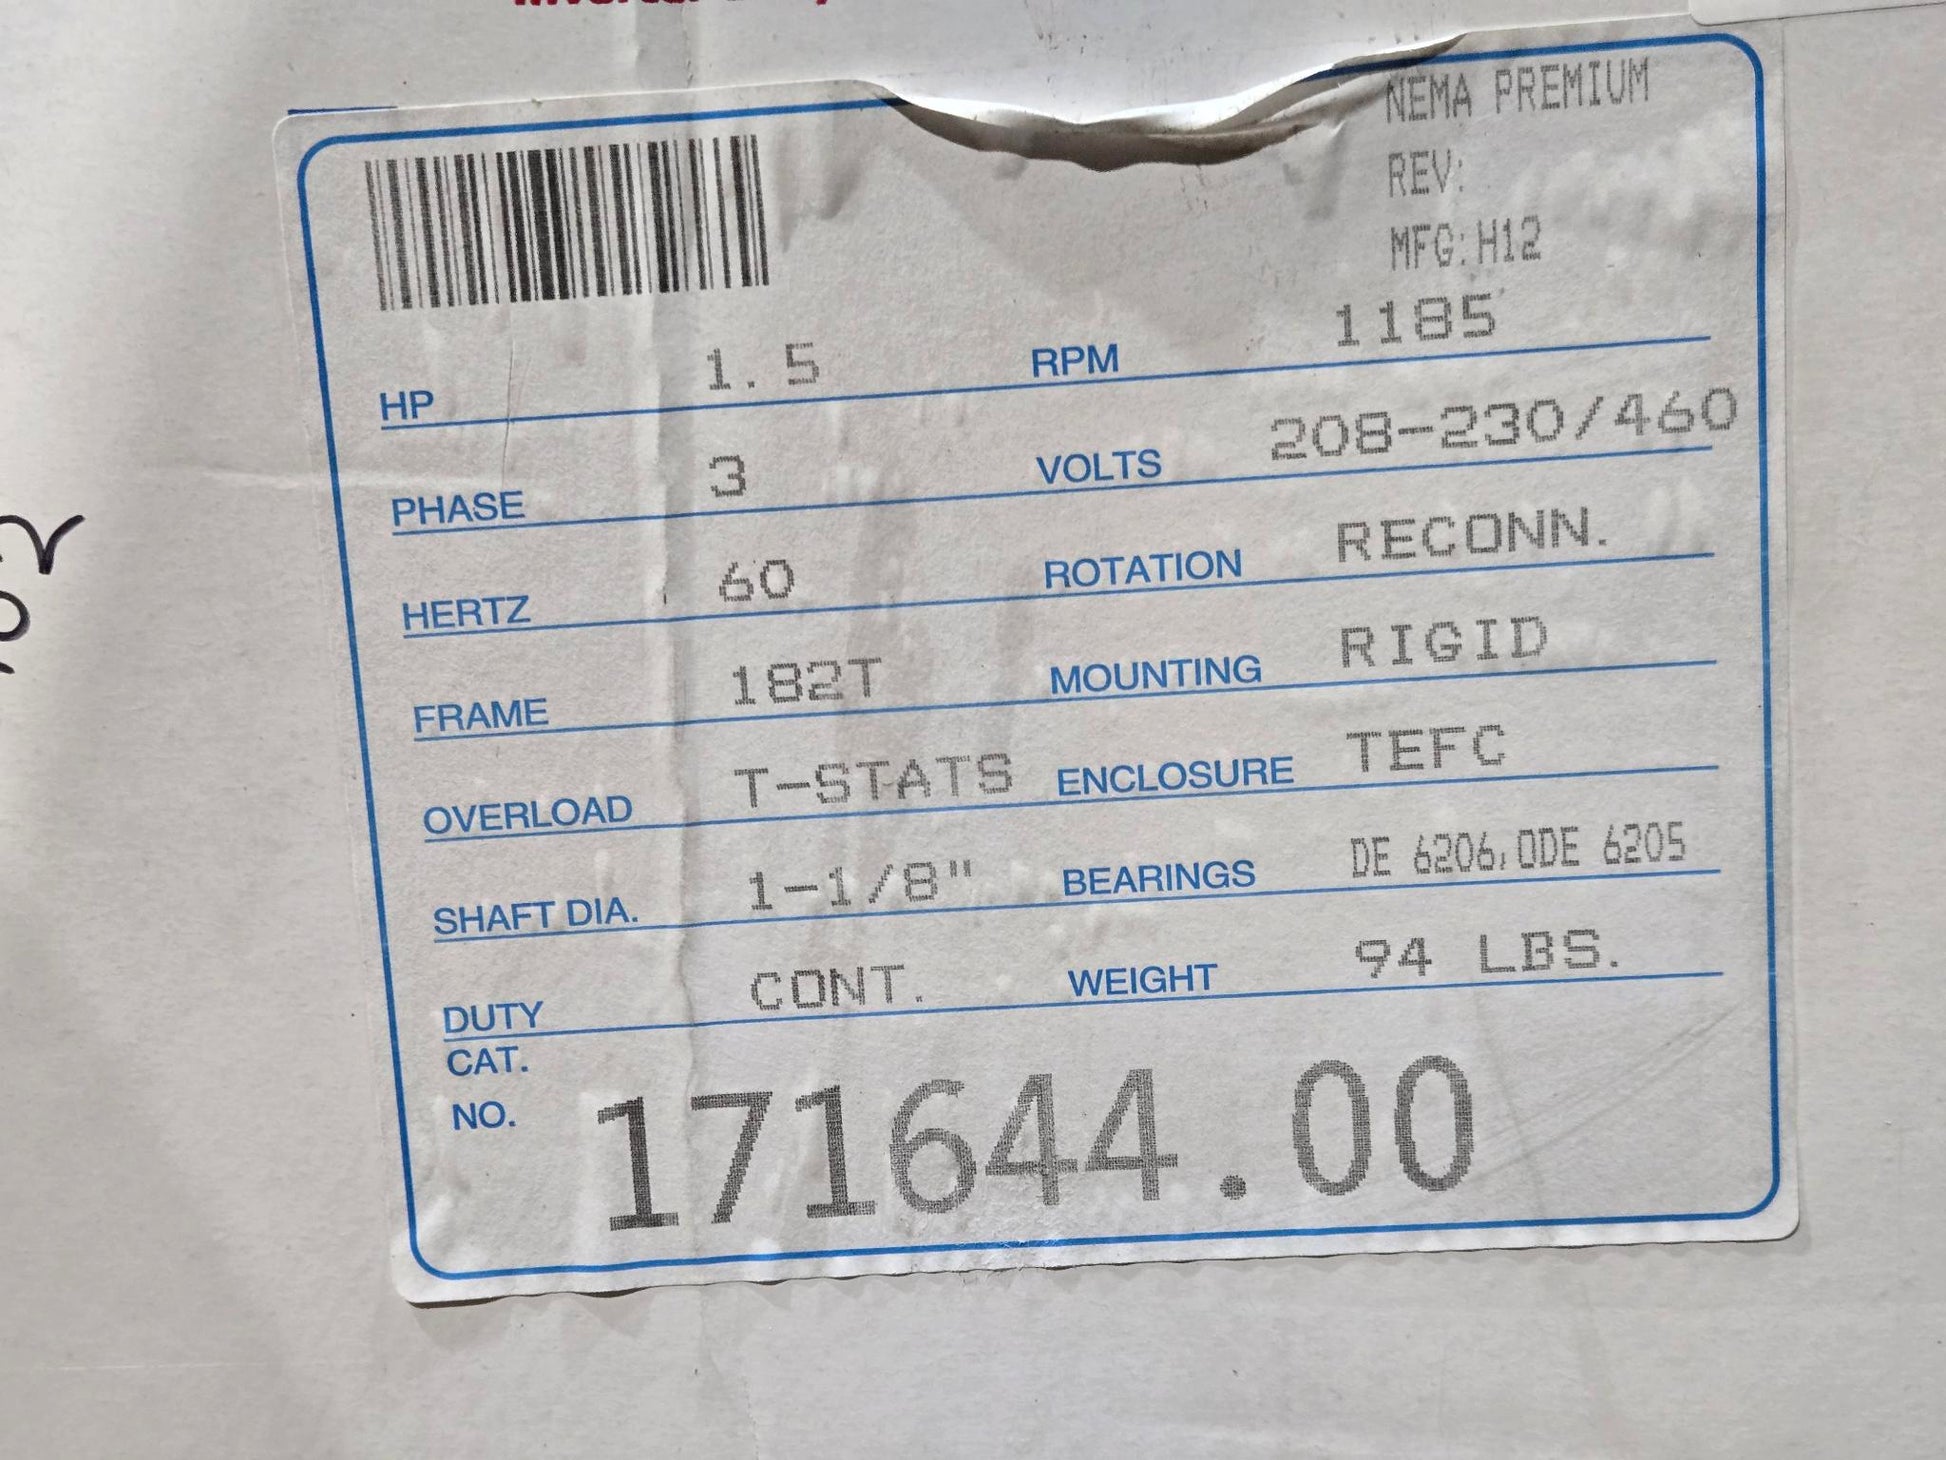 NEMA PREMIUM
REV:
MFG:H12
HP 1.5 RPM 1185
PHASE 3 VOLTS 208-230/460
HERTZ 60 ROTATION RECONN.
FRAME 182T MOUNTING RIGID
OVERLOAD T-STATS ENCLOSURE TEFC
SHAFT DIA. 1-1/8" BEARINGS DE 6206,ODE 6205
DUTY CONT. WEIGHT 94 LBS.
CAT.
NO. 171644.00